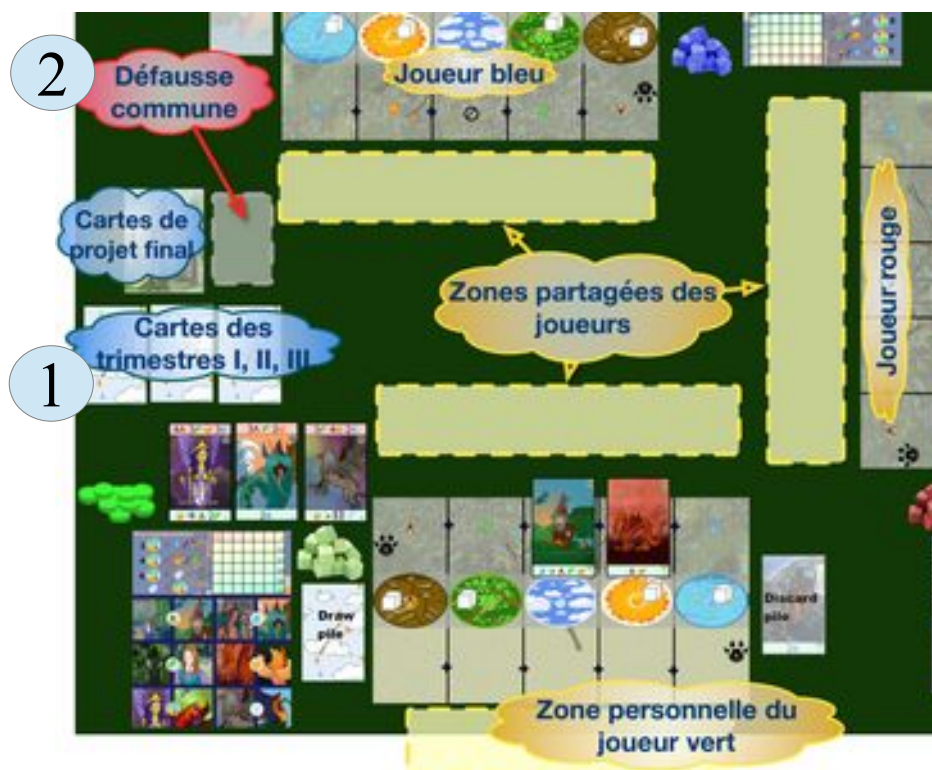 2
Défausse
commune
Joueur bleu
Cartes de
projet final
Zones partagées des
joueurs
Joueur rouge
Cartes des
trimestres I, II, III
1
Draw
pile
Discard
pile
Zone personnelle du
joueur vert